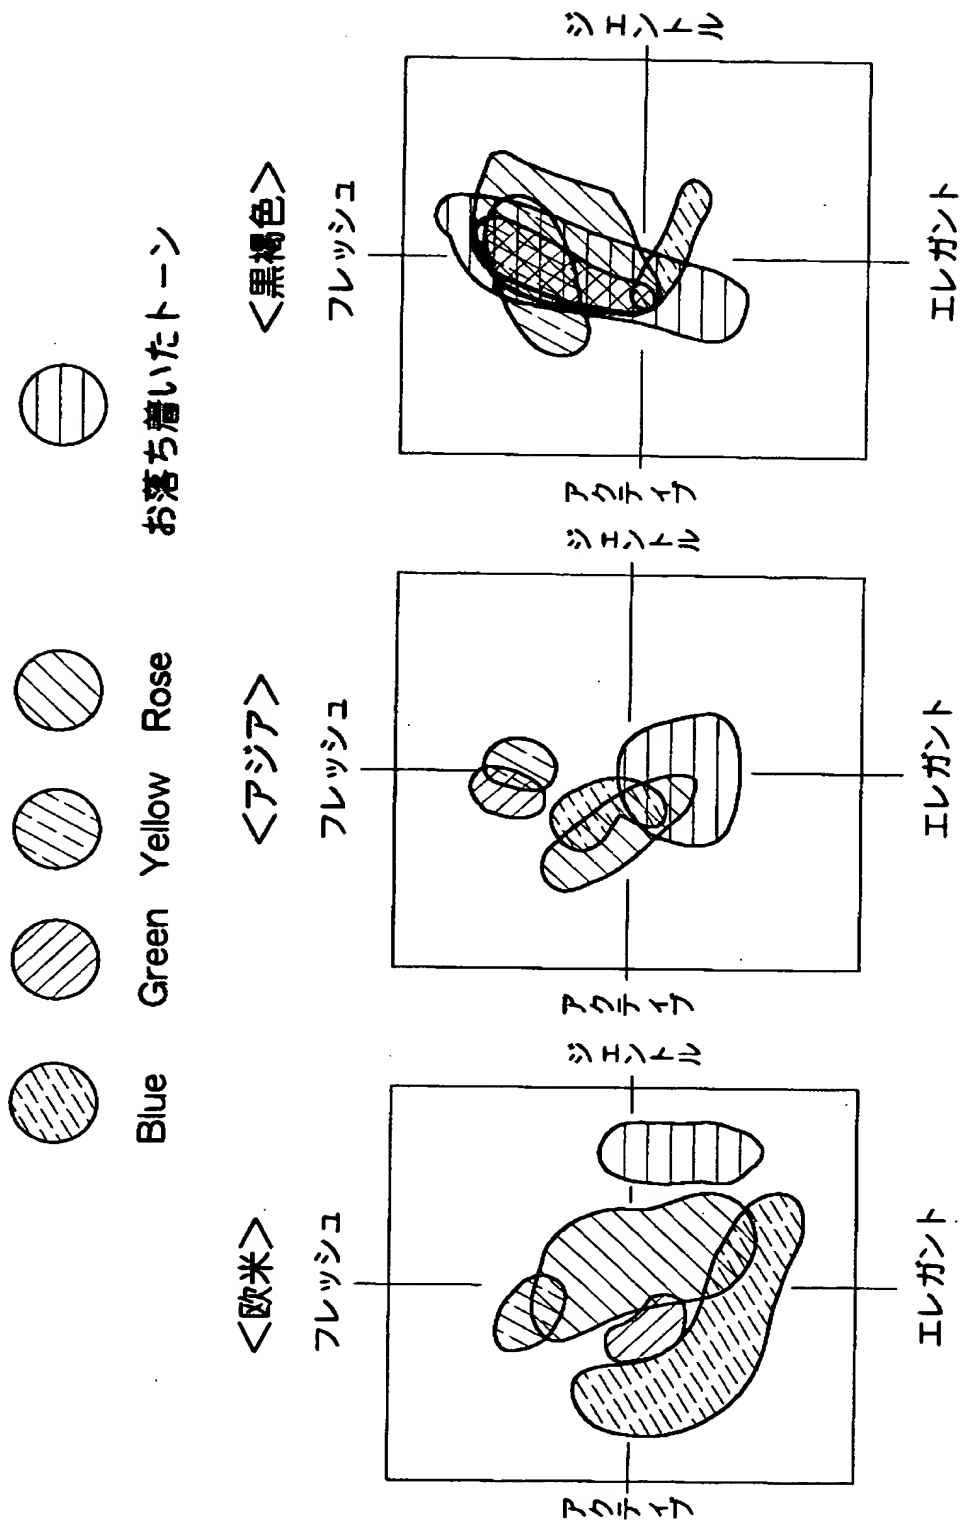 Blue
Green
Yellow
Rose
お落ち着いたトーン
<欧米>
フレッシュ
アクティブ
ジェントル
エレガント
<アジア>
フレッシュ
アクティブ
ジェントル
エレガント
<黒褐色>
フレッシュ
アクティブ
ジェントル
エレガント